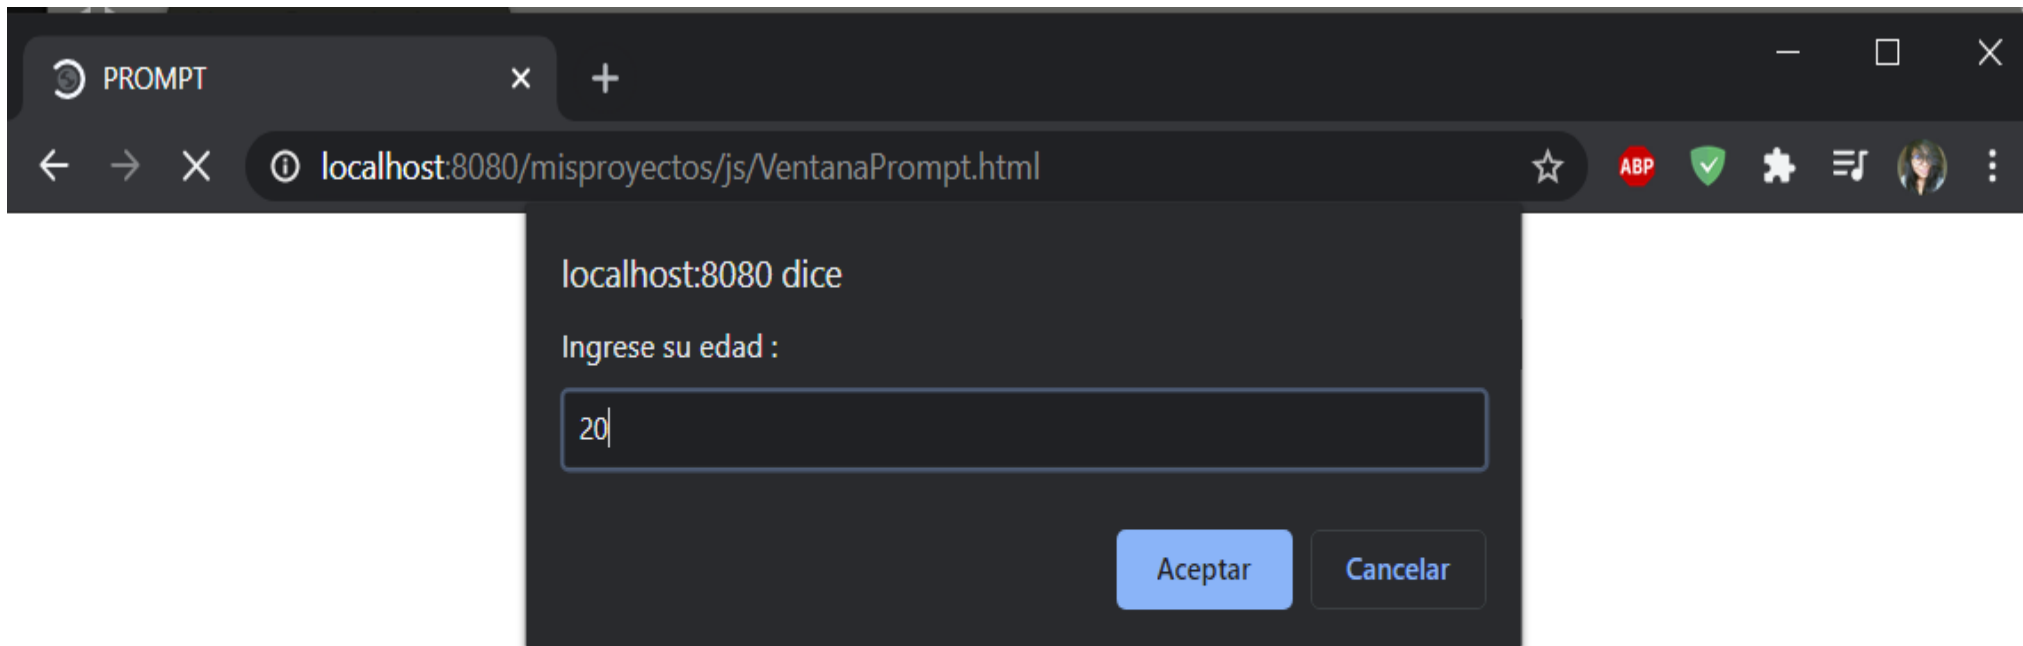 PROMPT
localhost:8080/misproyectos/js/VentanaPrompt.html
ABP
localhost:8080 dice
Ingrese su edad :
20
Aceptar Cancelar